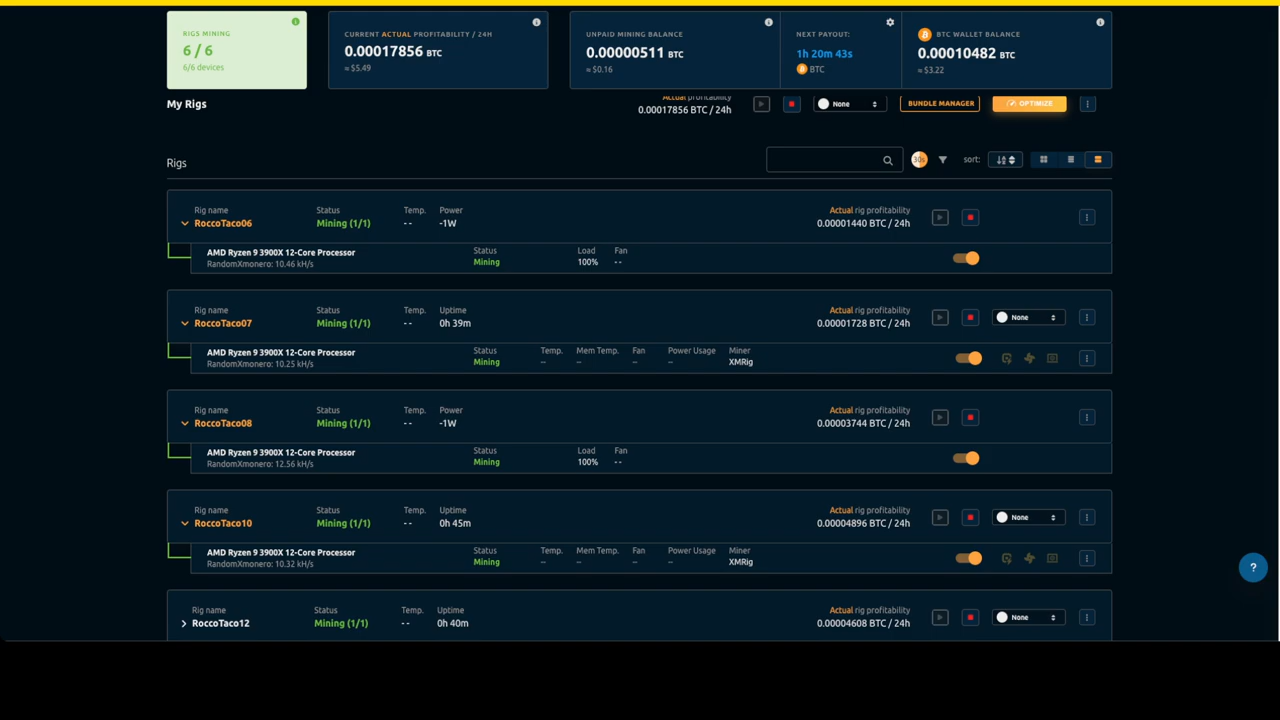 RIGS MINING
6 / 6
6/6 devices
CURRENT ACTUAL PROFITABILITY / 24H
0.00017856 BTC
≈ $5.49
UNPAID MINING BALANCE
0.00000511 BTC
≈ $0.16
NEXT PAYOUT:
1h 20m 43s
BTC
BTC WALLET BALANCE
0.00010482 BTC
≈ $3.22
My Rigs
Actual profitability
0.00017856 BTC / 24h
None
BUNDLE MANAGER
OPTIMIZE
Rigs
30s
sort:
Rig name Status Temp. Power Actual rig profitability
RoccoTaco06 Mining (1/1) -- -1W 0.00001440 BTC / 24h
AMD Ryzen 9 3900X 12-Core Processor Status Load Fan
RandomXmonero: 10.46 kH/s Mining 100% --
Rig name Status Temp. Uptime Actual rig profitability
RoccoTaco07 Mining (1/1) -- 0h 39m 0.00001728 BTC / 24h None
AMD Ryzen 9 3900X 12-Core Processor Status Temp. Mem Temp. Fan Power Usage Miner
RandomXmonero: 10.25 kH/s Mining -- -- -- -- XMRig
Rig name Status Temp. Power Actual rig profitability
RoccoTaco08 Mining (1/1) -- -1W 0.00003744 BTC / 24h
AMD Ryzen 9 3900X 12-Core Processor Status Load Fan
RandomXmonero: 12.56 kH/s Mining 100% --
Rig name Status Temp. Uptime Actual rig profitability
RoccoTaco10 Mining (1/1) -- 0h 45m 0.00004896 BTC / 24h None
AMD Ryzen 9 3900X 12-Core Processor Status Temp. Mem Temp. Fan Power Usage Miner
RandomXmonero: 10.32 kH/s Mining -- -- -- -- XMRig
Rig name Status Temp. Uptime Actual rig profitability
RoccoTaco12 Mining (1/1) -- 0h 40m 0.00004608 BTC / 24h None
?